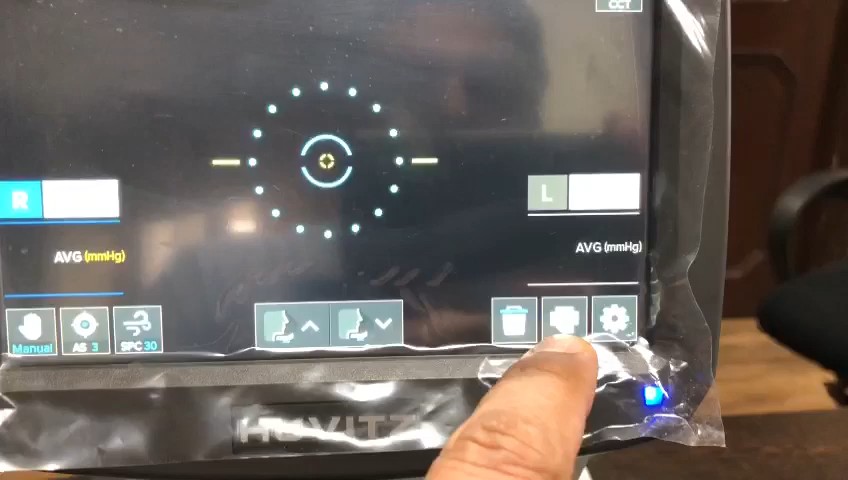 CCT
R
L
AVG (mmHg)
AVG (mmHg)
Manual
AS 3
SPC 30
HUVITZ